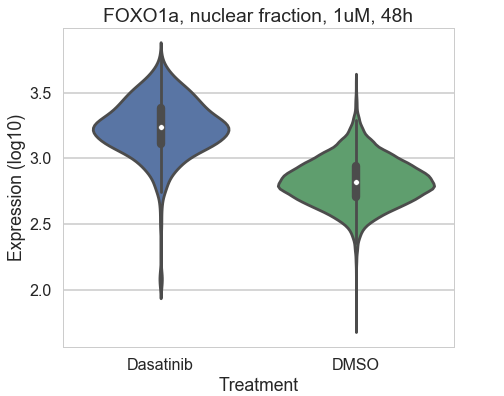 FOXO1a, nuclear fraction, 1uM, 48h
Expression (log10)
3.5
3.0
2.5
2.0
Dasatinib
DMSO
Treatment